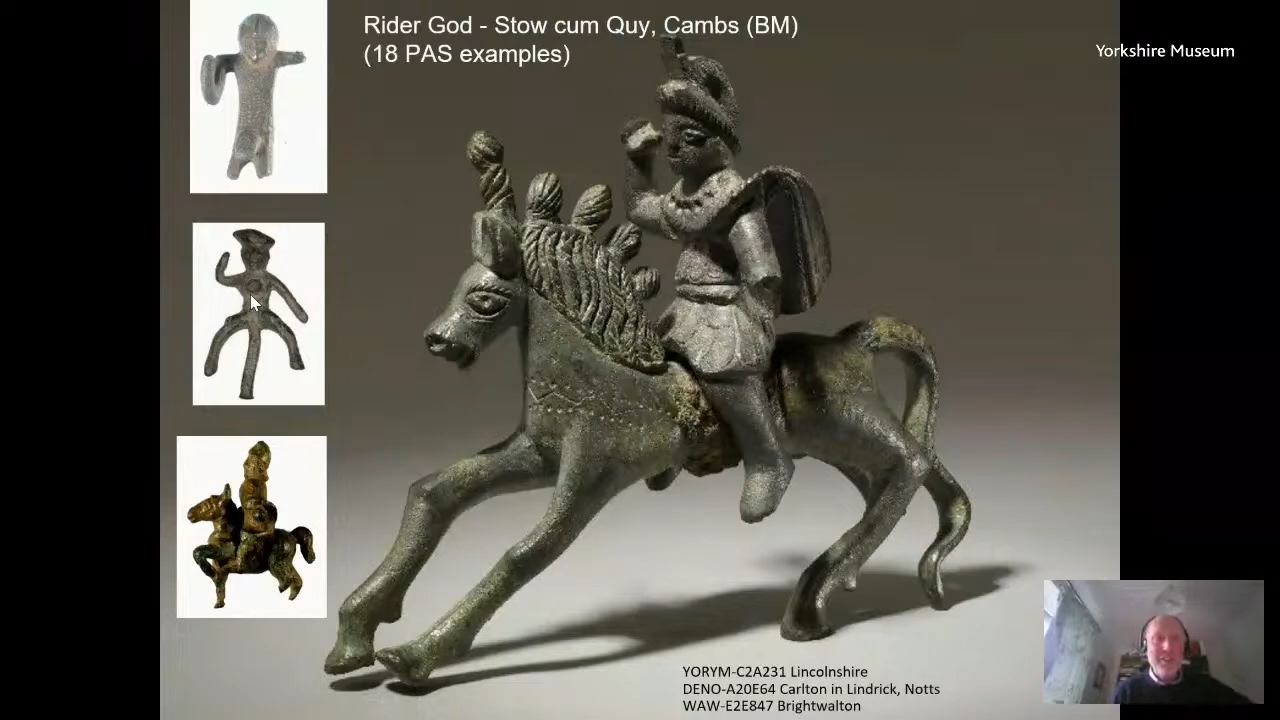 Rider God - Stow cum Quy, Cambs (BM)
(18 PAS examples)
Yorkshire Museum
YORYM-C2A231 Lincolnshire
DENO-A20E64 Carlton in Lindrick, Notts
WAW-E2E847 Brightwalton